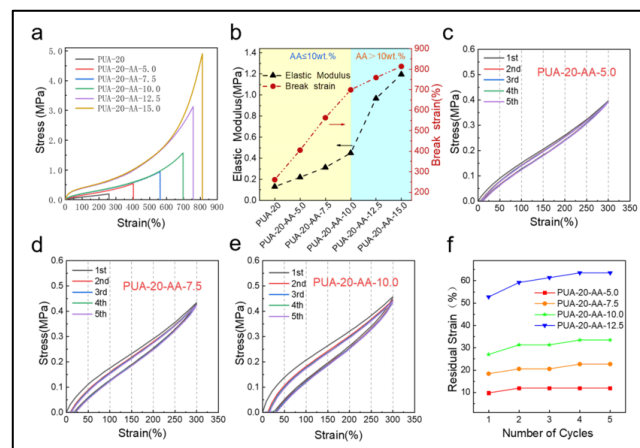 a
Stress (MPa)
5.0
4.0
3.0
2.0
1.0
0.0
PUA-20
PUA-20-AA-5.0
PUA-20-AA-7.5
PUA-20-AA-10.0
PUA-20-AA-12.5
PUA-20-AA-15.0
0 100 200 300 400 500 600 700 800 900
Strain(%)
b
Elastic Modulus(MPa)
2.0
1.6
1.2
0.8
0.4
0.0
AA≤10wt.% AA＞10wt.%
Elastic Modulus
Break strain
900
800
700
600
500
400
300
200
Break strain(%)
PUA-20
PUA-20-AA-5.0
PUA-20-AA-7.5
PUA-20-AA-10.0
PUA-20-AA-12.5
PUA-20-AA-15.0
c
Stress(MPa)
0.6
0.5
0.4
0.3
0.2
0.1
0.0
1st
2nd
3rd
4th
5th
PUA-20-AA-5.0
0 50 100 150 200 250 300 350
Strain(%)
d
Stress(MPa)
0.6
0.5
0.4
0.3
0.2
0.1
0.0
1st
2nd
3rd
4th
5th
PUA-20-AA-7.5
0 50 100 150 200 250 300 350
Strain(%)
e
Stress(MPa)
0.6
0.5
0.4
0.3
0.2
0.1
0.0
1st
2nd
3rd
4th
5th
PUA-20-AA-10.0
0 50 100 150 200 250 300 350
Strain(%)
f
Residual Strain (%)
60
50
40
30
20
10
0
PUA-20-AA-5.0
PUA-20-AA-7.5
PUA-20-AA-10.0
PUA-20-AA-12.5
1 2 3 4 5
Number of Cycles